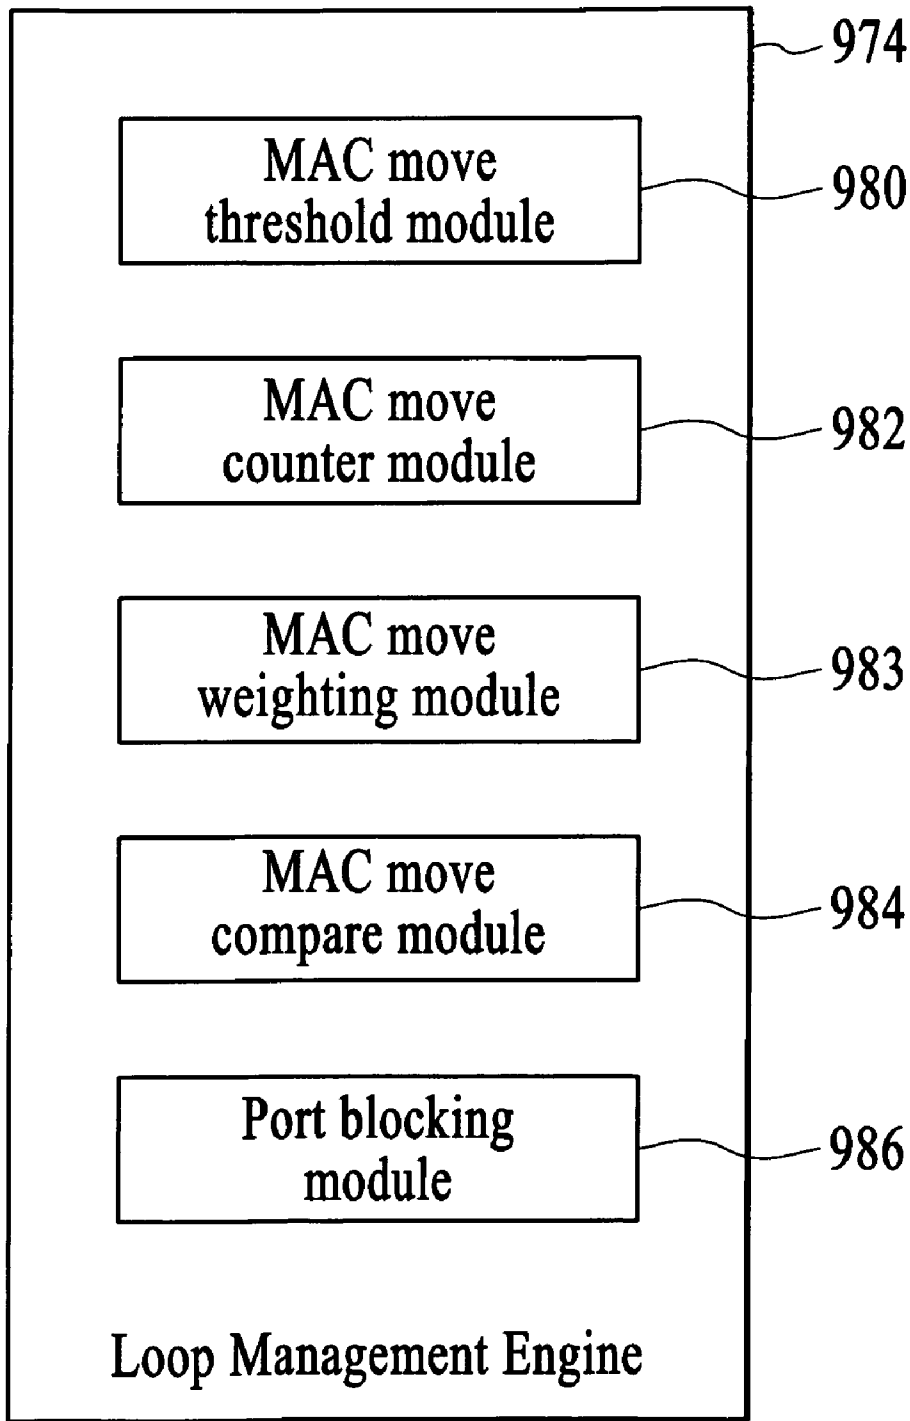 974
MAC move
threshold module
980
MAC move
counter module
982
MAC move
weighting module
983
MAC move
compare module
984
Port blocking
module
986
Loop Management Engine